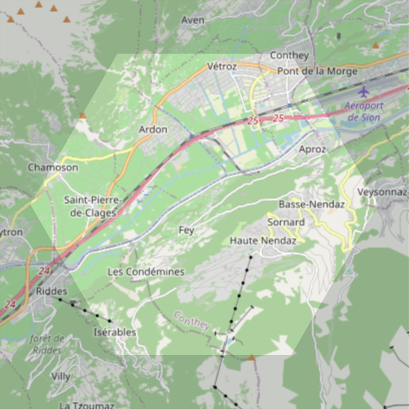 Aven
Conthey
Vétroz
Pont de la Morge
Aéroport
de Sion
25
25
Ardon
Aproz
Chamoson
Veysonnaz
Saint-Pierre-
de-Clages
Basse-Nendaz
Sornard
Fey
Haute Nendaz
eytron
24
Les Condémines
24
Riddes
Conthey
Isérables
forêt de
Riddes
Villy
La Tzoumaz